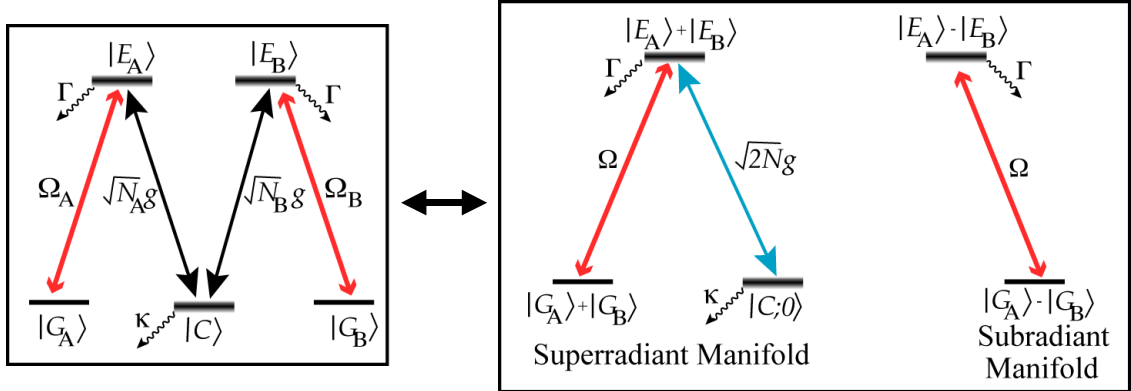 |E_A⟩ |E_B⟩
Γ Γ
Ω_A √N_A g √N_B g Ω_B
|G_A⟩ κ |C⟩ |G_B⟩
|E_A⟩+|E_B⟩ |E_A⟩-|E_B⟩
Γ Γ
Ω √2N g Ω
|G_A⟩+|G_B⟩ κ |C;0⟩ |G_A⟩-|G_B⟩
Superradiant Manifold
Subradiant
Manifold